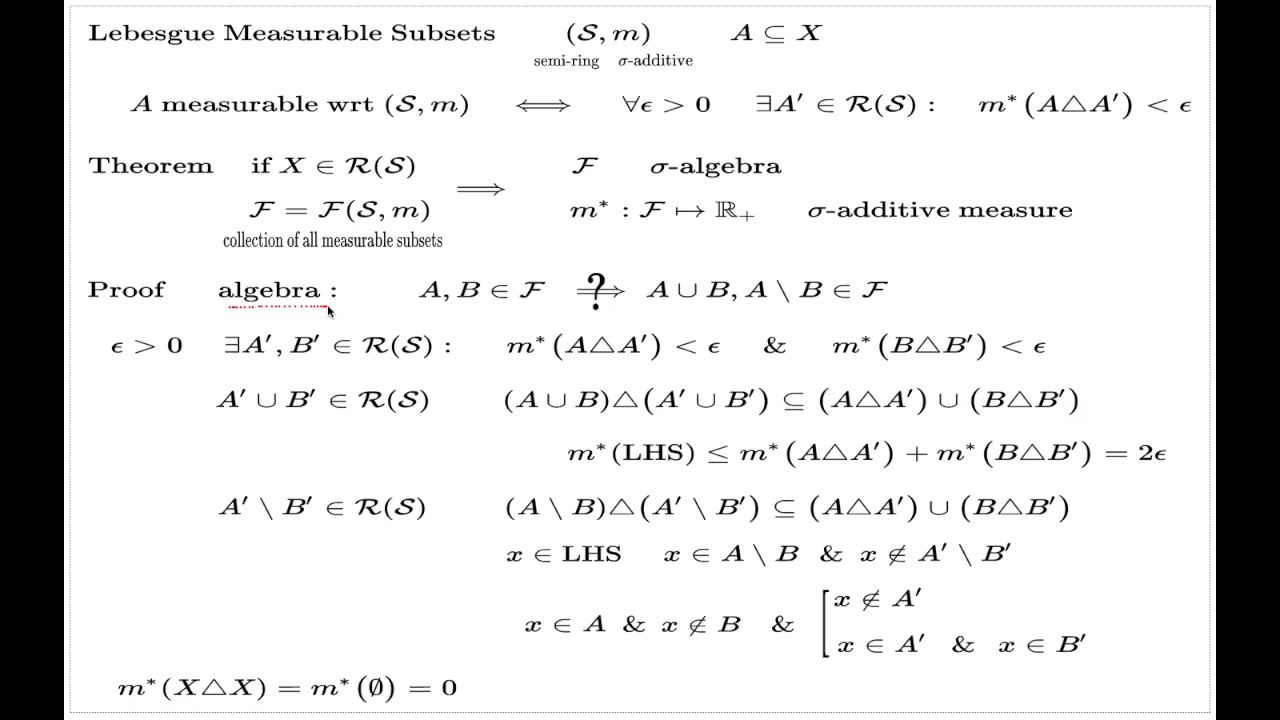 Lebesgue Measurable Subsets (𝒮, m) A ⊆ X
semi-ring σ-additive
A measurable wrt (𝒮, m) ⟺ ∀ϵ > 0 ∃A′ ∈ ℛ(𝒮) : m*(A△A′) < ϵ
Theorem if X ∈ ℛ(𝒮) ⟹ ℱ σ-algebra
ℱ = ℱ(𝒮, m) m* : ℱ ↦ ℝ₊ σ-additive measure
collection of all measurable subsets
Proof algebra : A, B ∈ ℱ ⟹? A ∪ B, A \ B ∈ ℱ
ϵ > 0 ∃A′, B′ ∈ ℛ(𝒮) : m*(A△A′) < ϵ & m*(B△B′) < ϵ
A′ ∪ B′ ∈ ℛ(𝒮) (A ∪ B)△(A′ ∪ B′) ⊆ (A△A′) ∪ (B△B′)
m*(LHS) ≤ m*(A△A′) + m*(B△B′) = 2ϵ
A′ \ B′ ∈ ℛ(𝒮) (A \ B)△(A′ \ B′) ⊆ (A△A′) ∪ (B△B′)
x ∈ LHS x ∈ A \ B & x ∉ A′ \ B′
x ∈ A & x ∉ B & [ x ∉ A′
x ∈ A′ & x ∈ B′
m*(X△X) = m*(∅) = 0